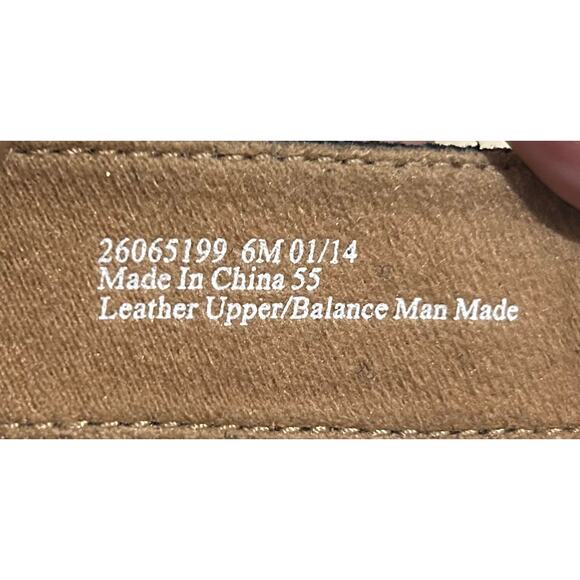 26065199 6M 01/14
Made In China 55
Leather Upper/Balance Man Made